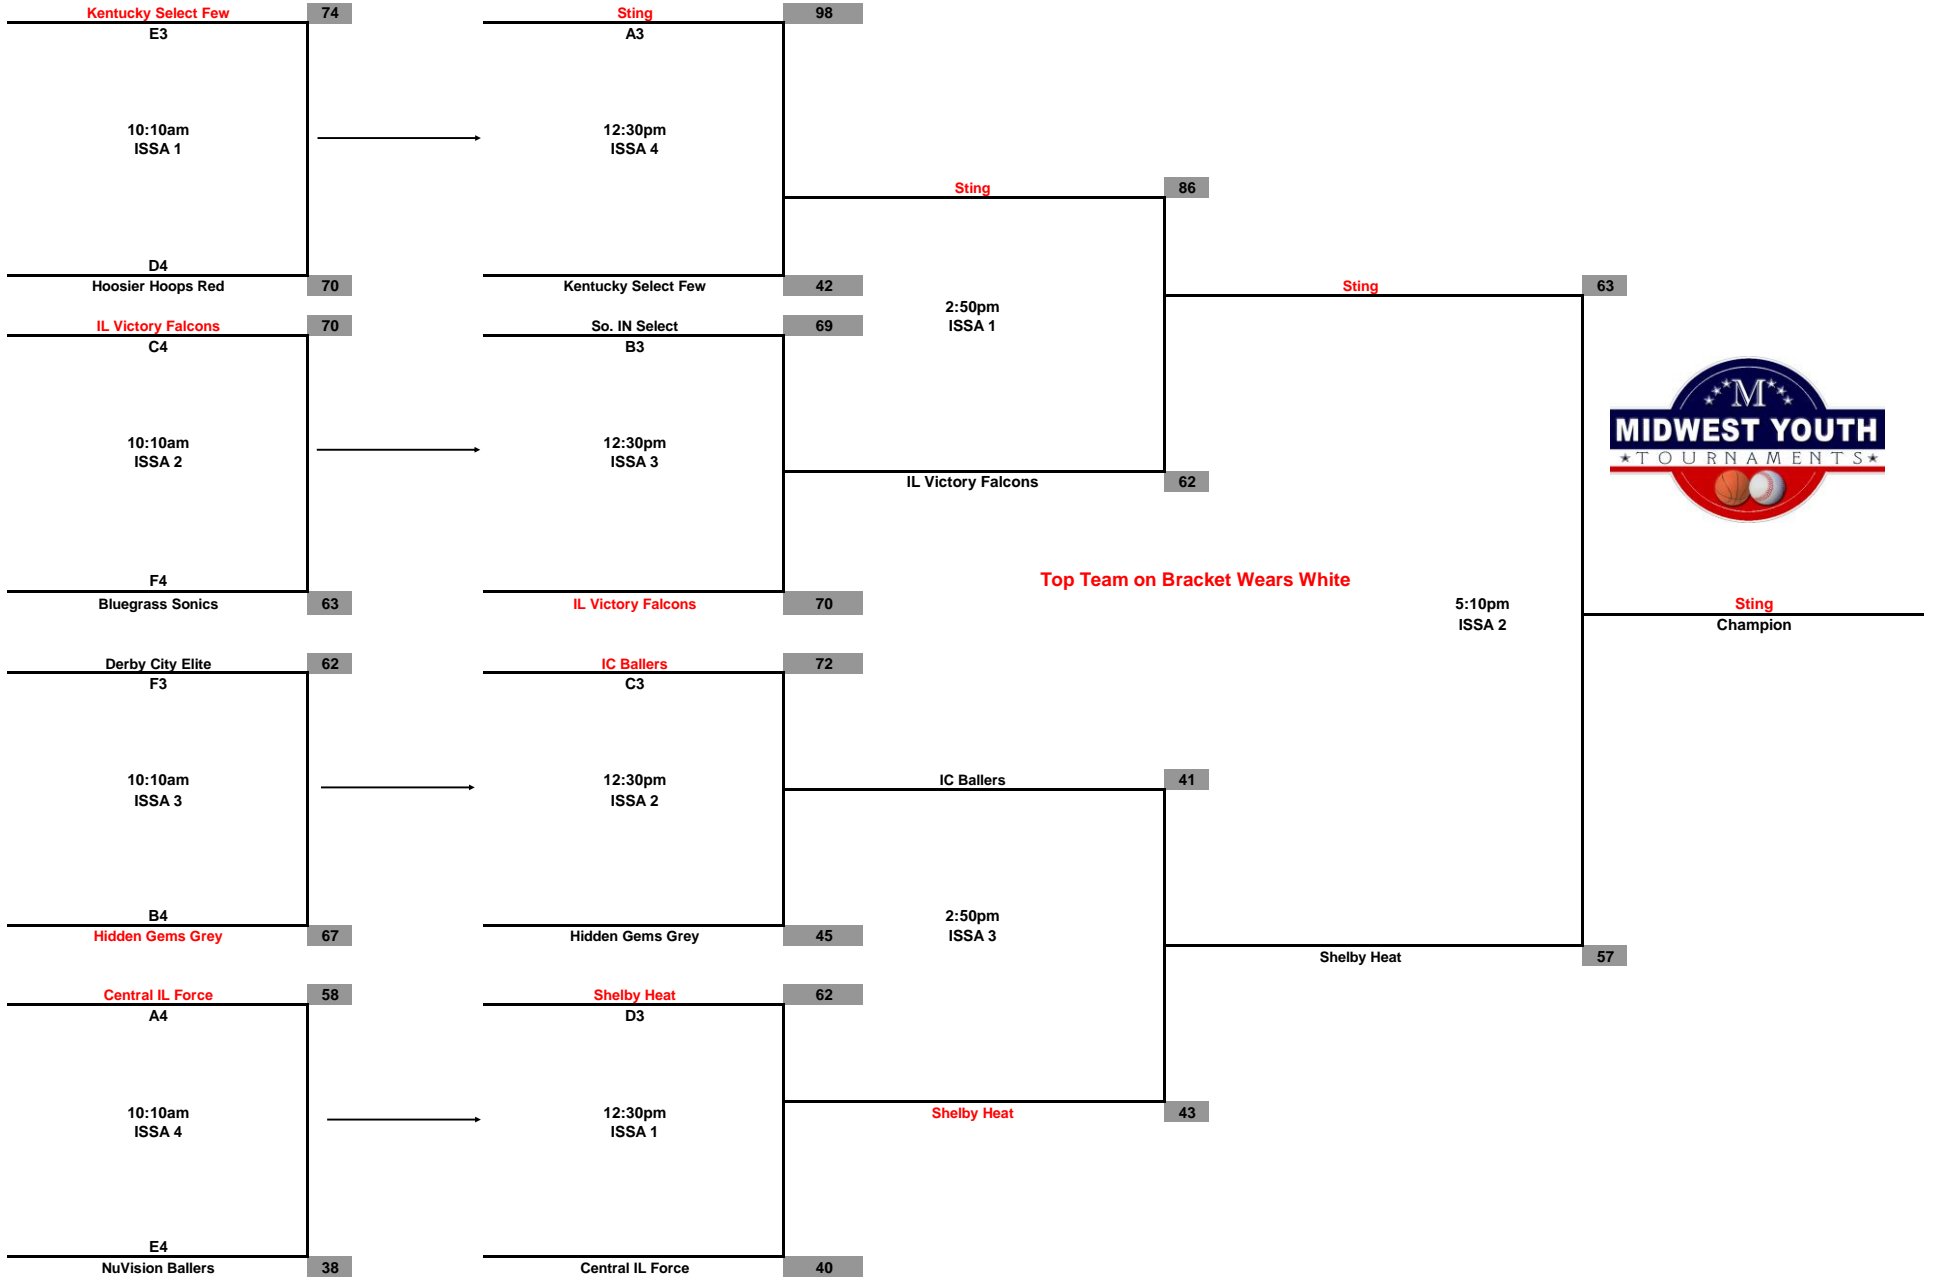 Kentucky Select Few 74
E3
10:10am
ISSA 1
D4
Hoosier Hoops Red 70
IL Victory Falcons 70
C4
10:10am
ISSA 2
F4
Bluegrass Sonics 63
Derby City Elite 62
F3
10:10am
ISSA 3
B4
Hidden Gems Grey 67
Central IL Force 58
A4
10:10am
ISSA 4
E4
NuVision Ballers 38
Sting 98
A3
12:30pm
ISSA 4
Kentucky Select Few 42
So. IN Select 69
B3
12:30pm
ISSA 3
IL Victory Falcons 70
IC Ballers 72
C3
12:30pm
ISSA 2
Hidden Gems Grey 45
Shelby Heat 62
D3
12:30pm
ISSA 1
Central IL Force 40
Sting 86
2:50pm
ISSA 1
IL Victory Falcons 62
Top Team on Bracket Wears White
IC Ballers 41
2:50pm
ISSA 3
Shelby Heat 43
Sting 63
5:10pm
ISSA 2
Shelby Heat 57
M
MIDWEST YOUTH
TOURNAMENTS
Sting
Champion